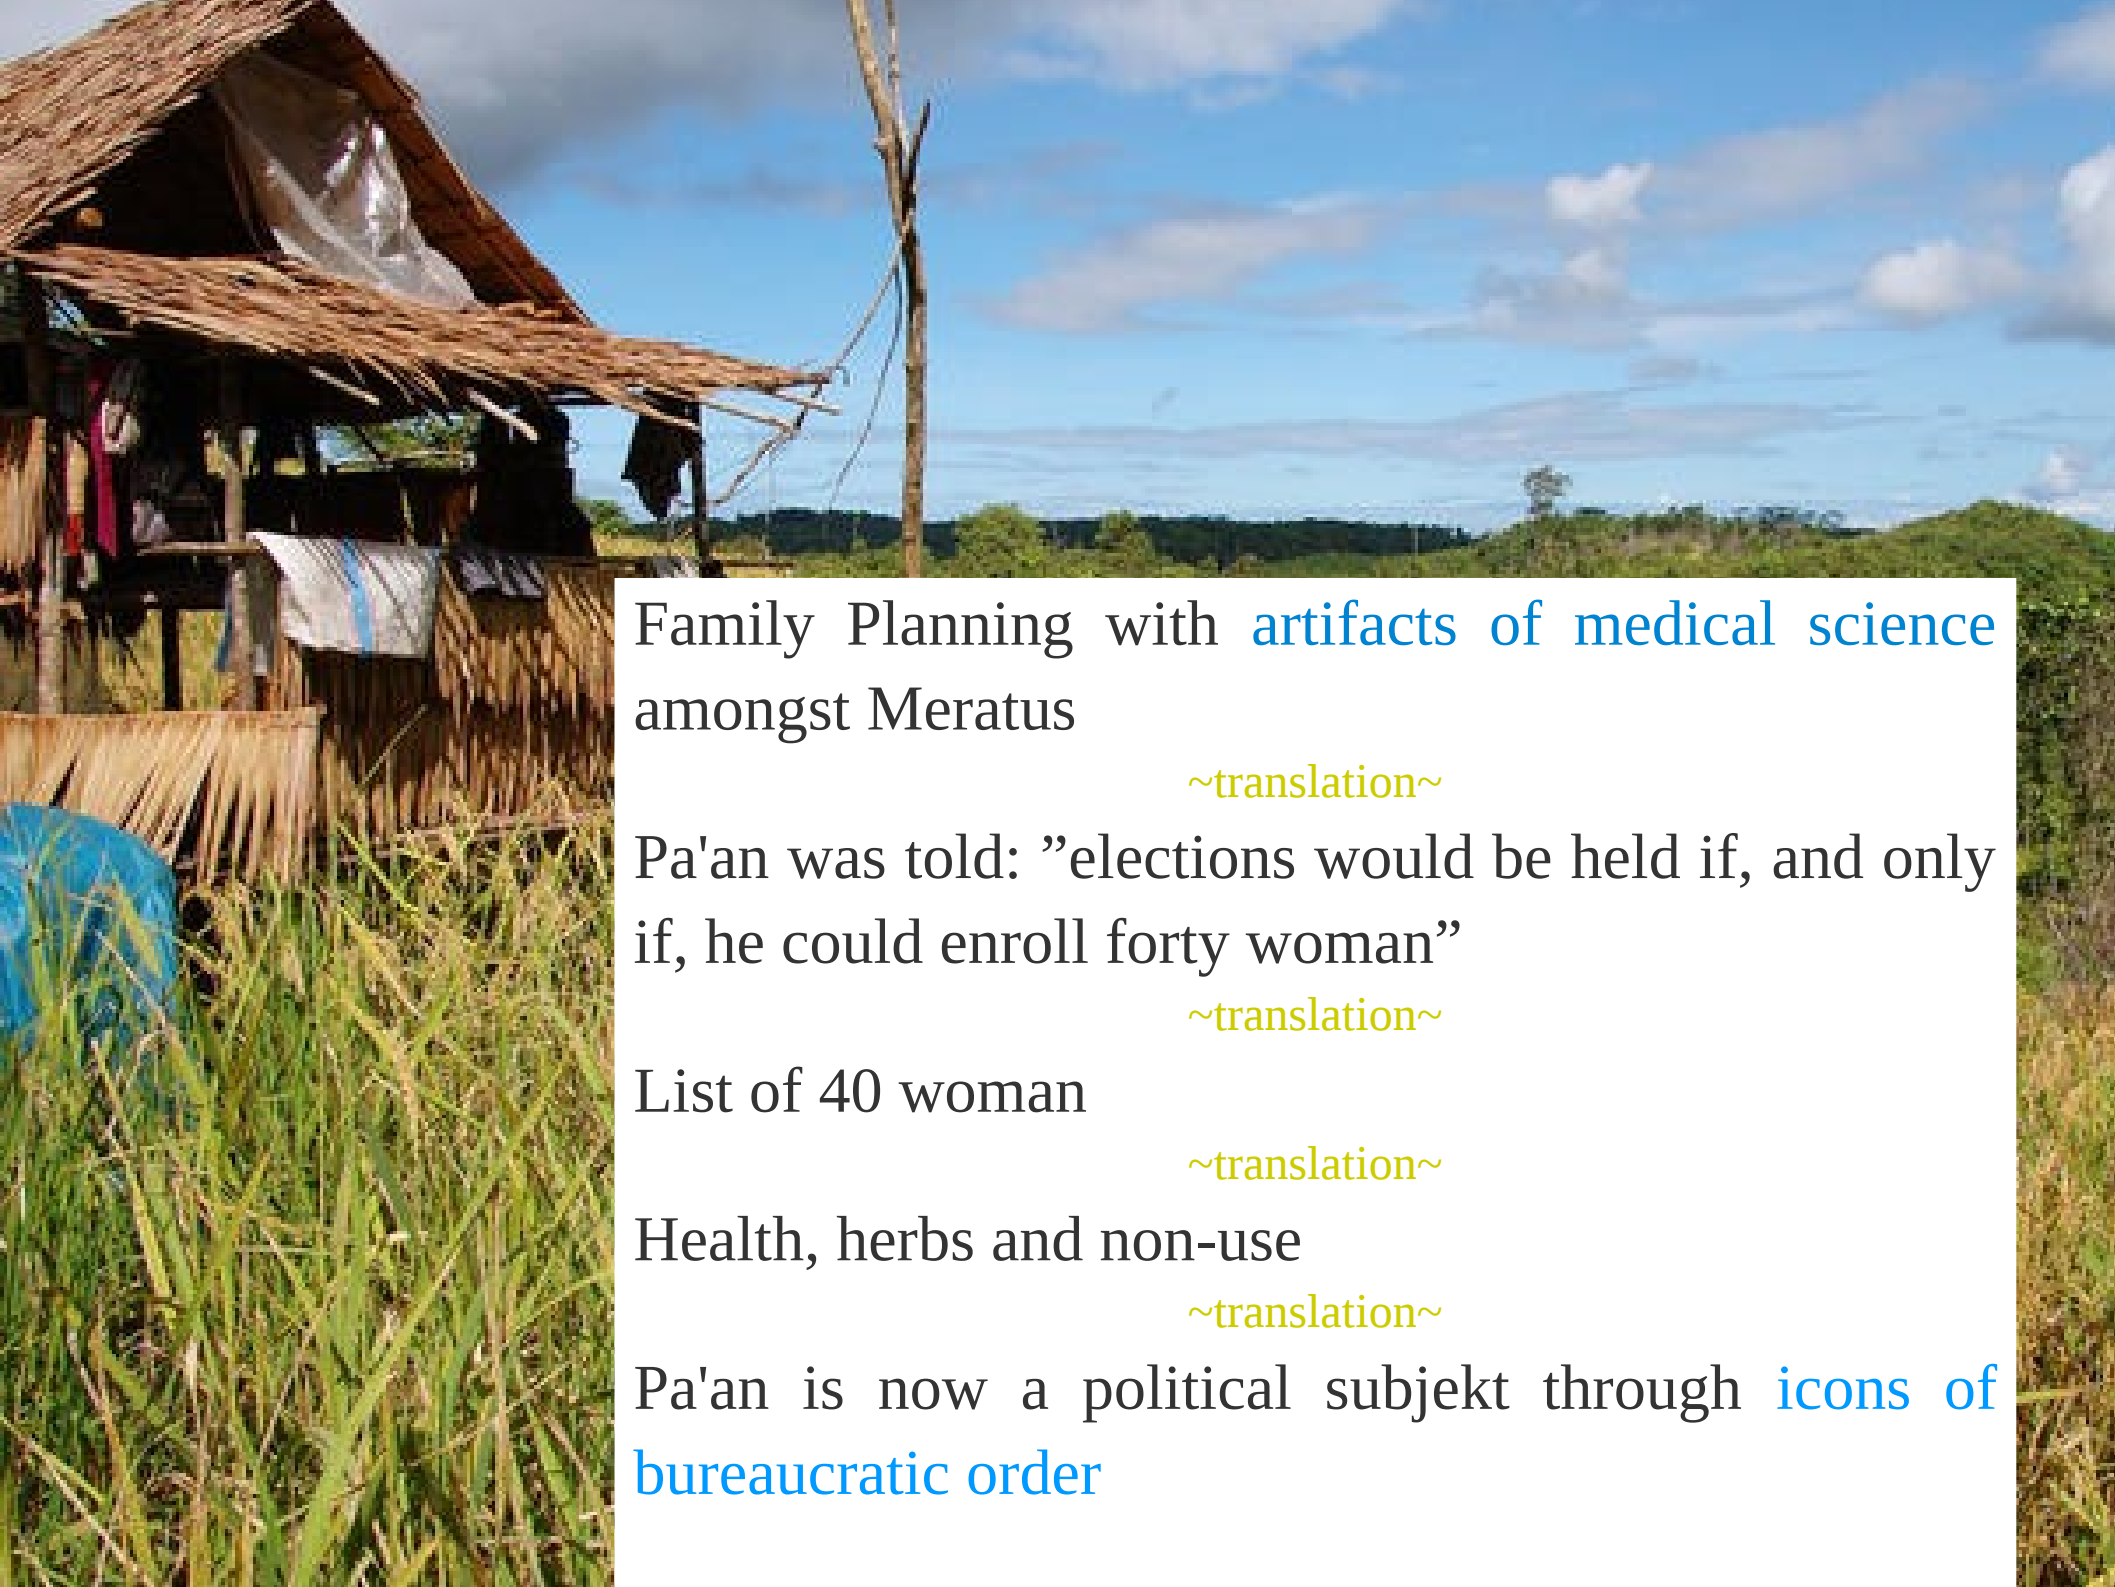 Family Planning with artifacts of medical science
amongst Meratus
~translation~
Pa'an was told: ”elections would be held if, and only
if, he could enroll forty woman”
~translation~
List of 40 woman
~translation~
Health, herbs and non-use
~translation~
Pa'an is now a political subjekt through icons of
bureaucratic order